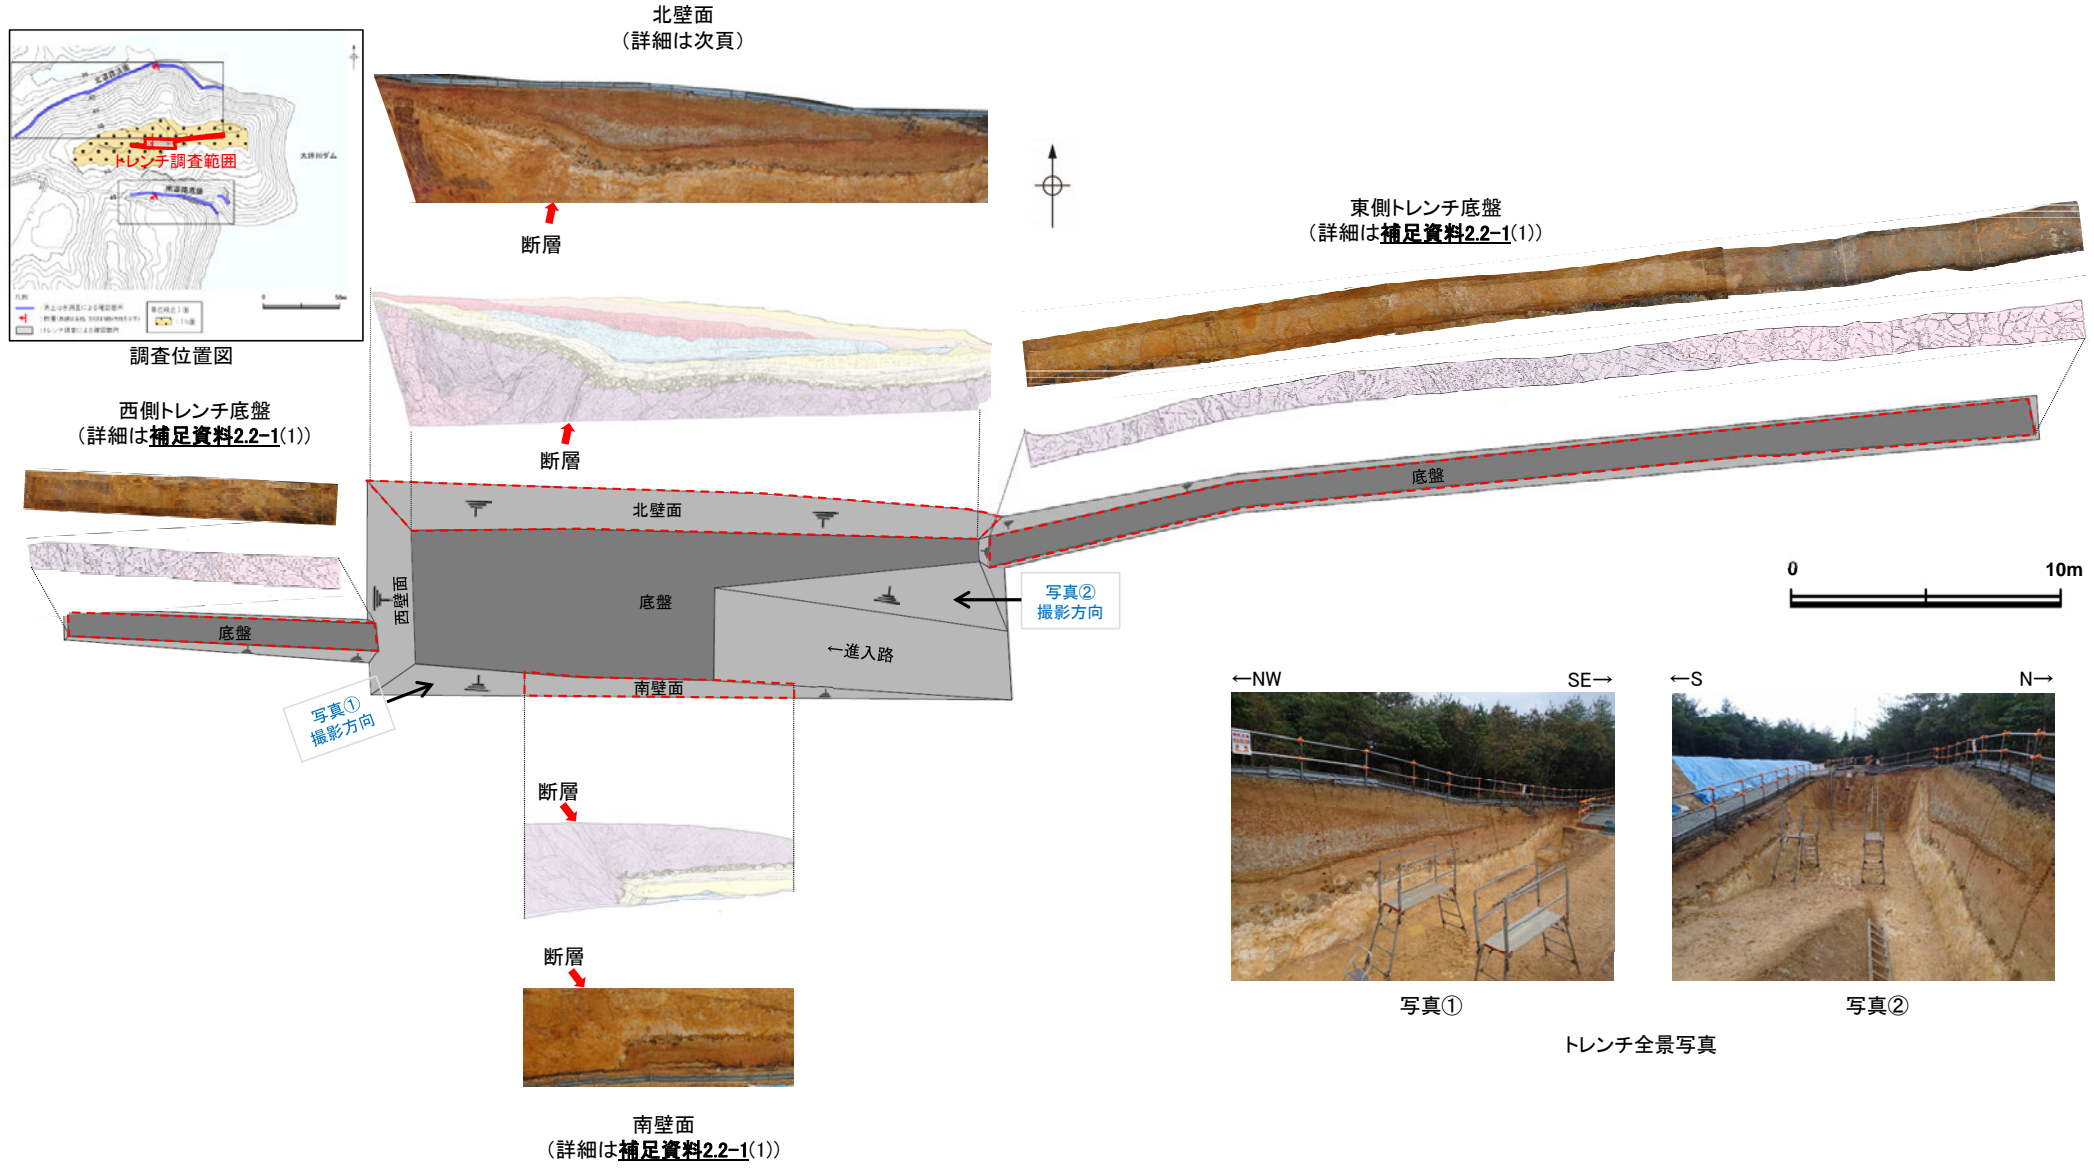 北壁面
（詳細は次頁）
トレンチ調査範囲
大坪川ダム
調査位置図
断層
断層
東側トレンチ底盤
（詳細は補足資料2.2-1(1)）
西側トレンチ底盤
（詳細は補足資料2.2-1(1)）
底盤
北壁面
西壁面
底盤
底盤
←進入路
南壁面
写真①
撮影方向
写真②
撮影方向
0
10m
断層
断層
南壁面
（詳細は補足資料2.2-1(1)）
←NW
SE→
←S
N→
写真①
写真②
トレンチ全景写真